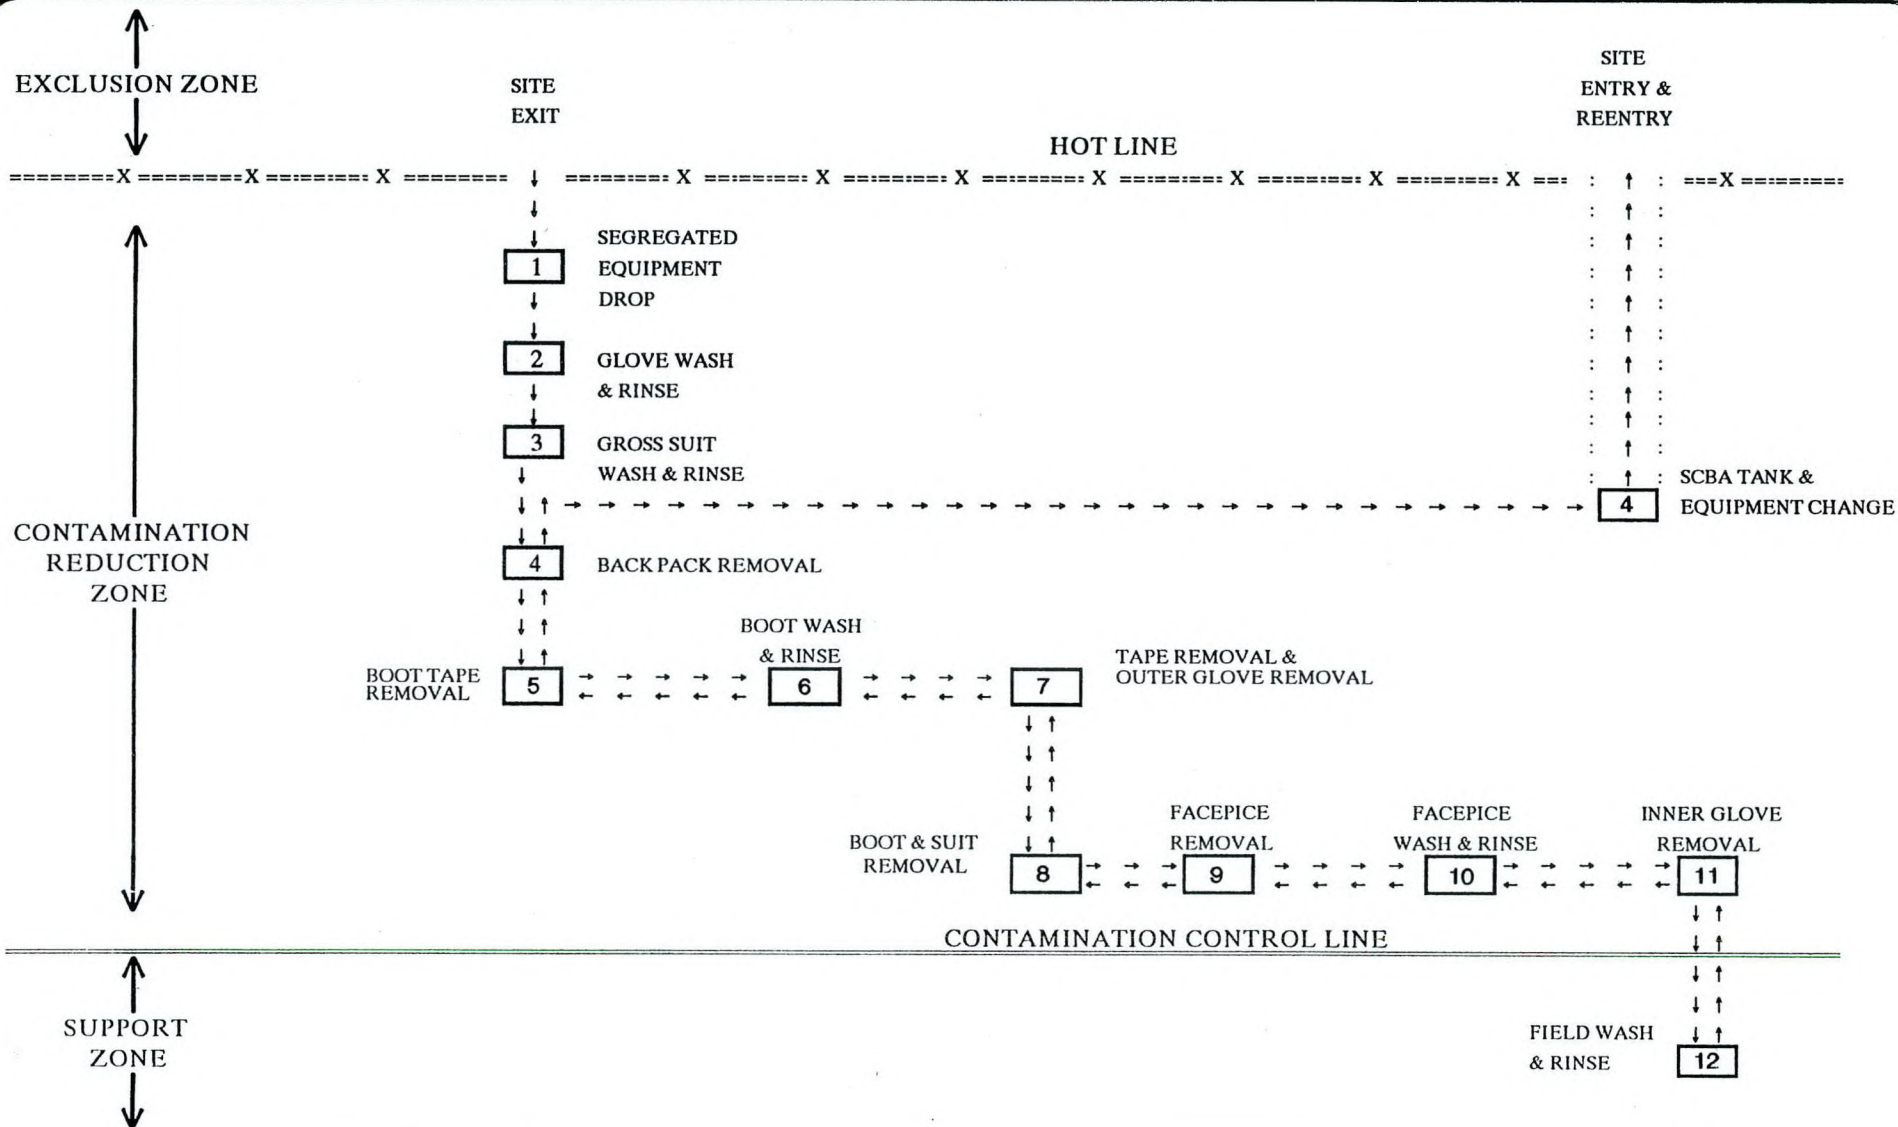 EXCLUSION ZONE
SITE
EXIT
SITE
ENTRY &
REENTRY
HOT LINE
========X ========X ======== X ======== ======== X ======== X ======== X ======== X ======== X ======== X ======== X === ===X ========
1
SEGREGATED
EQUIPMENT
DROP
2
GLOVE WASH
& RINSE
3
GROSS SUIT
WASH & RINSE
4
SCBA TANK &
EQUIPMENT CHANGE
CONTAMINATION
REDUCTION
ZONE
4
BACK PACK REMOVAL
BOOT TAPE
REMOVAL
5
BOOT WASH
& RINSE
6
7
TAPE REMOVAL &
OUTER GLOVE REMOVAL
BOOT & SUIT
REMOVAL
8
FACEPICE
REMOVAL
9
FACEPICE
WASH & RINSE
10
INNER GLOVE
REMOVAL
11
CONTAMINATION CONTROL LINE
SUPPORT
ZONE
FIELD WASH
& RINSE
12